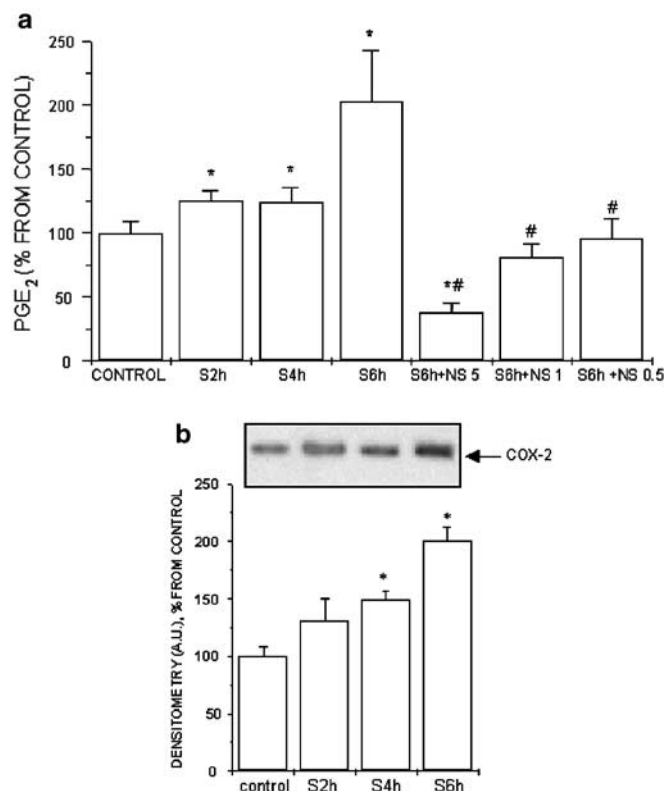 a
PGE2 (% FROM CONTROL)
250
200
150
100
50
0
* * * *# # #
CONTROL S2h S4h S6h S6h+NS 5 S6h+NS 1 S6h +NS 0.5
b
COX-2
DENSITOMETRY (A.U.), % FROM CONTROL
250
200
150
100
50
0
* *
control S2h S4h S6h